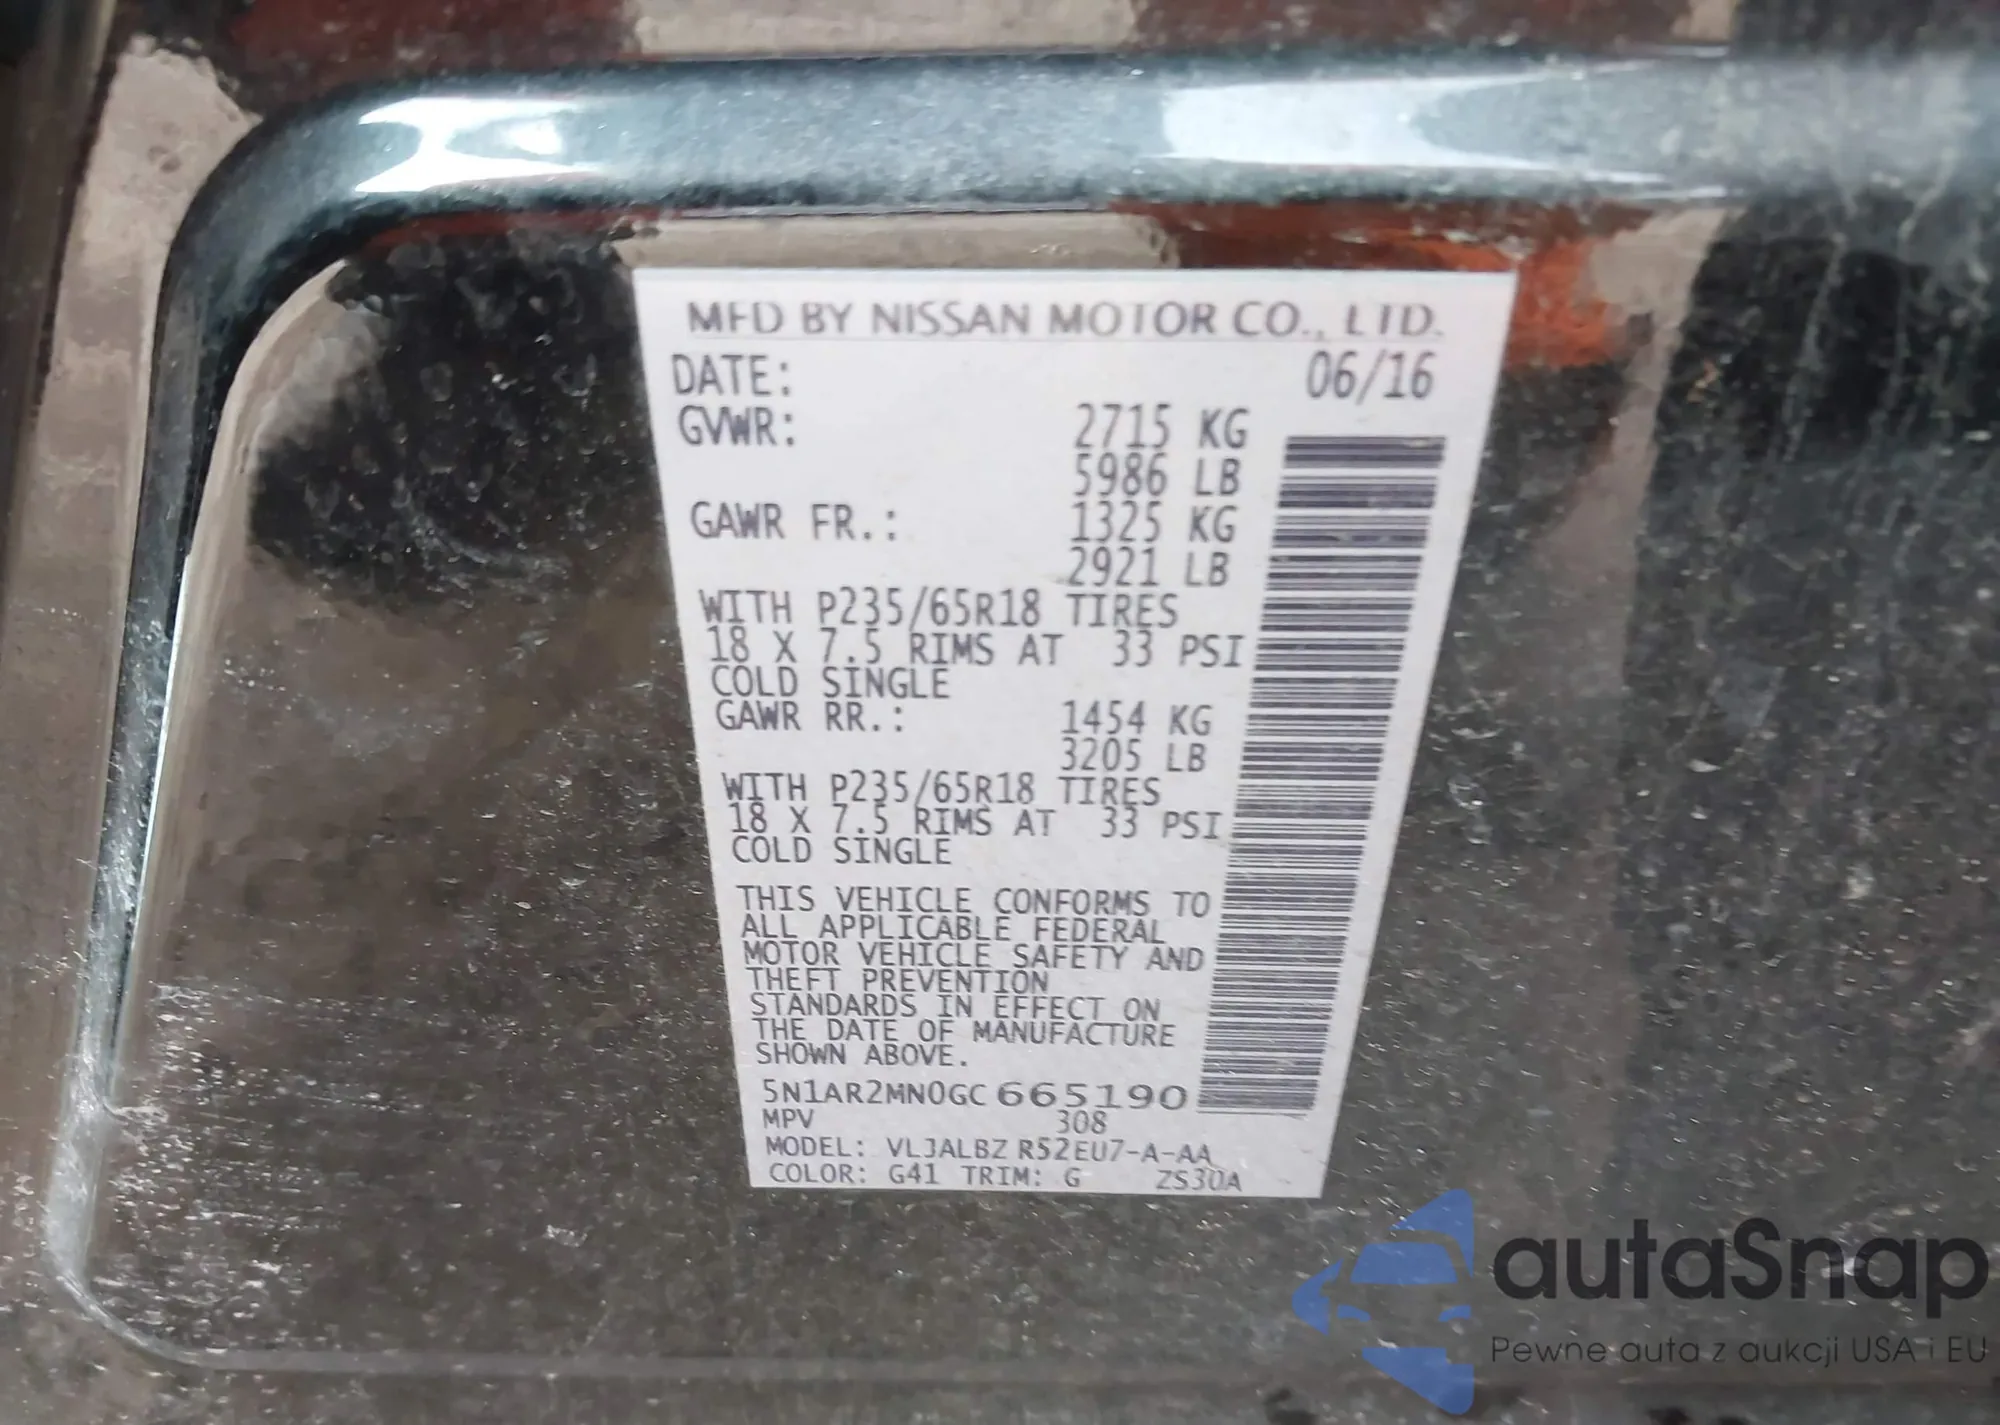 MFD BY NISSAN MOTOR CO., LTD.
DATE: 06/16
GVWR: 2715 KG
5986 LB
GAWR FR.: 1325 KG
2921 LB
WITH P235/65R18 TIRES
18 X 7.5 RIMS AT 33 PSI
COLD SINGLE
GAWR RR.: 1454 KG
3205 LB
WITH P235/65R18 TIRES
18 X 7.5 RIMS AT 33 PSI
COLD SINGLE
THIS VEHICLE CONFORMS TO
ALL APPLICABLE FEDERAL
MOTOR VEHICLE SAFETY AND
THEFT PREVENTION
STANDARDS IN EFFECT ON
THE DATE OF MANUFACTURE
SHOWN ABOVE.
5N1AR2MN0GC665190
MPV 308
MODEL: VL3ALBZ R52EU7-A-AA
COLOR: G41 TRIM: G ZS30A
autaSnap
Pewne auta z aukcji USA i EU